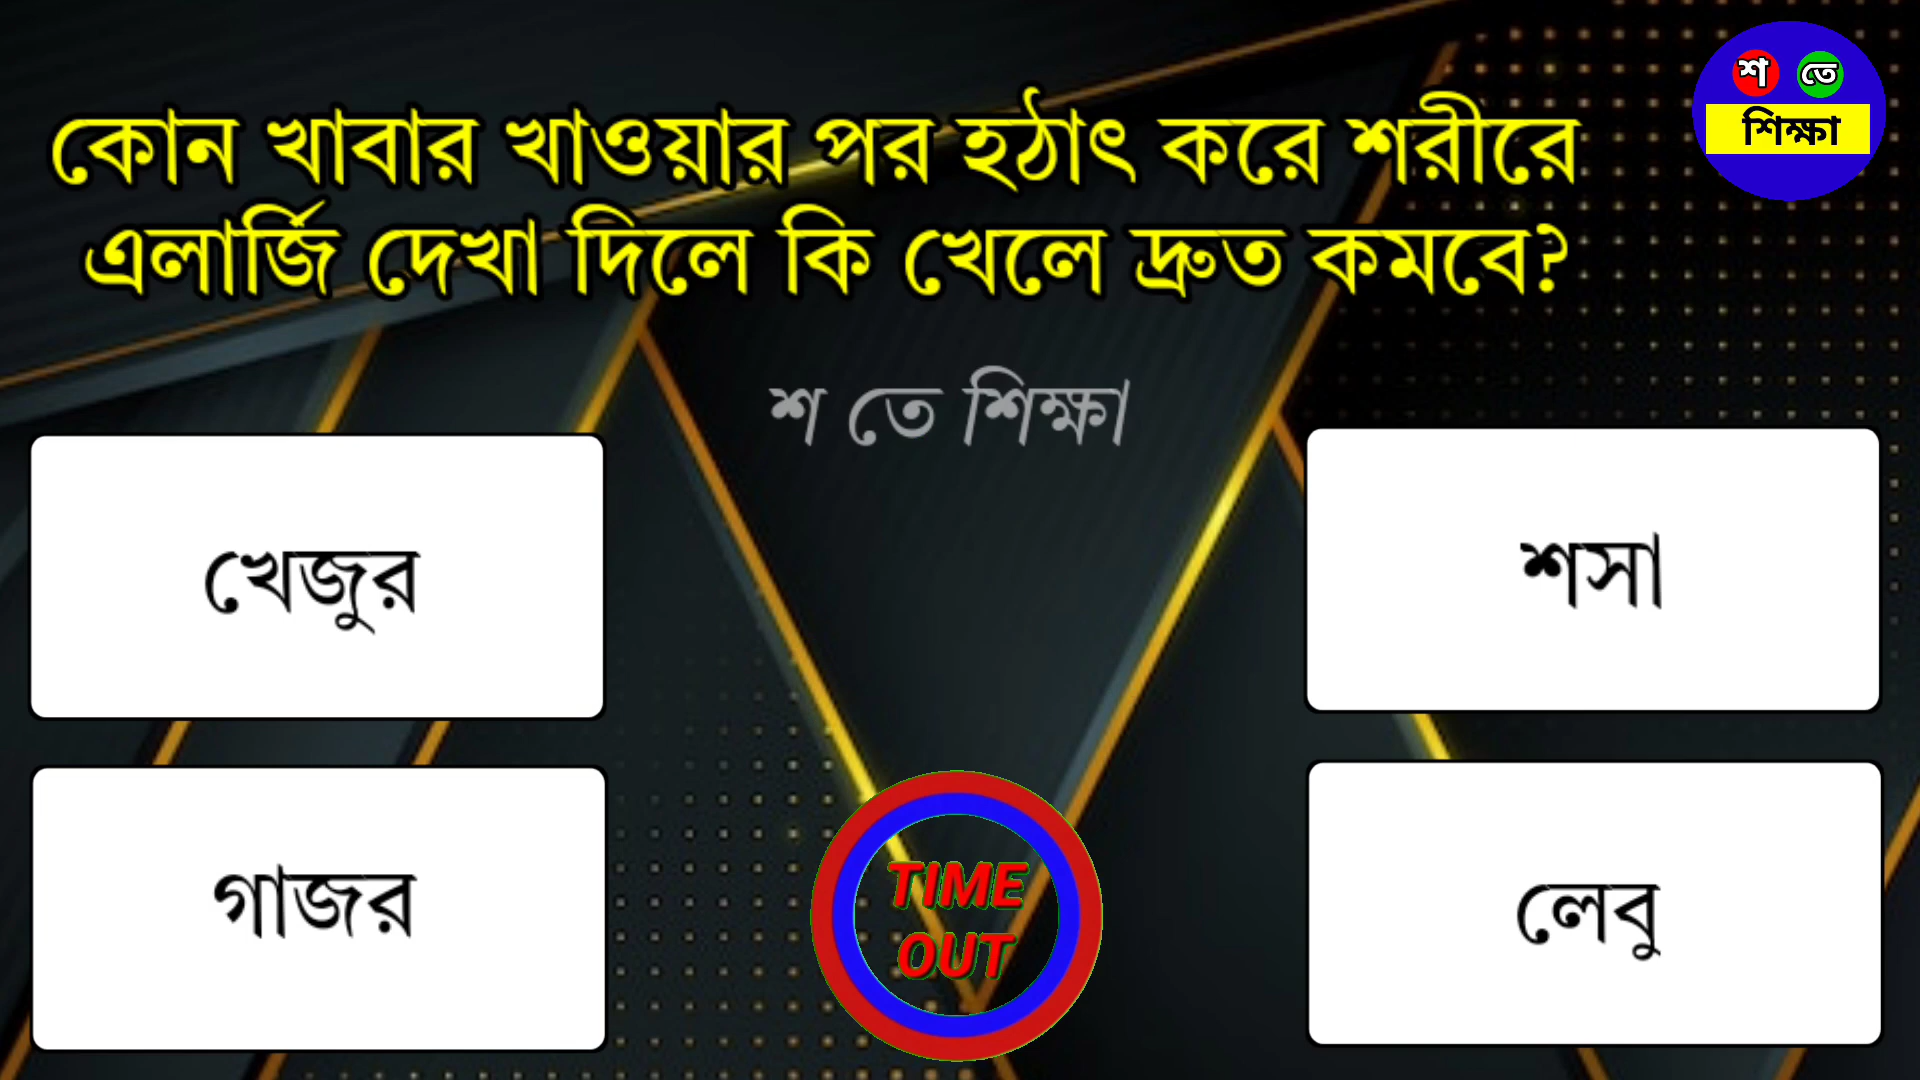 শ তে
শিক্ষা
কোন খাবার খাওয়ার পর হঠাৎ করে শরীরে
এলার্জি দেখা দিলে কি খেলে দ্রুত কমবে?
শ তে শিক্ষা
খেজুর
শসা
গাজর
লেবু
TIME
OUT